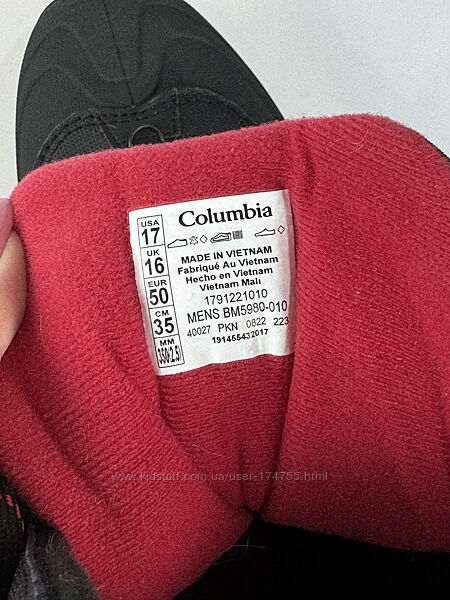 USA
17
UK
16
EUR
50
CM
35
MM
350(2.5)
Columbia
MADE IN VIETNAM
Fabriqué Au Vietnam
Hecho en Vietnam
Vietnam Malı
1791221010
MENS BM5980-010
40027 PKN 0822 223
191455432017
www.kidstaff.com.ua/user-174755.html